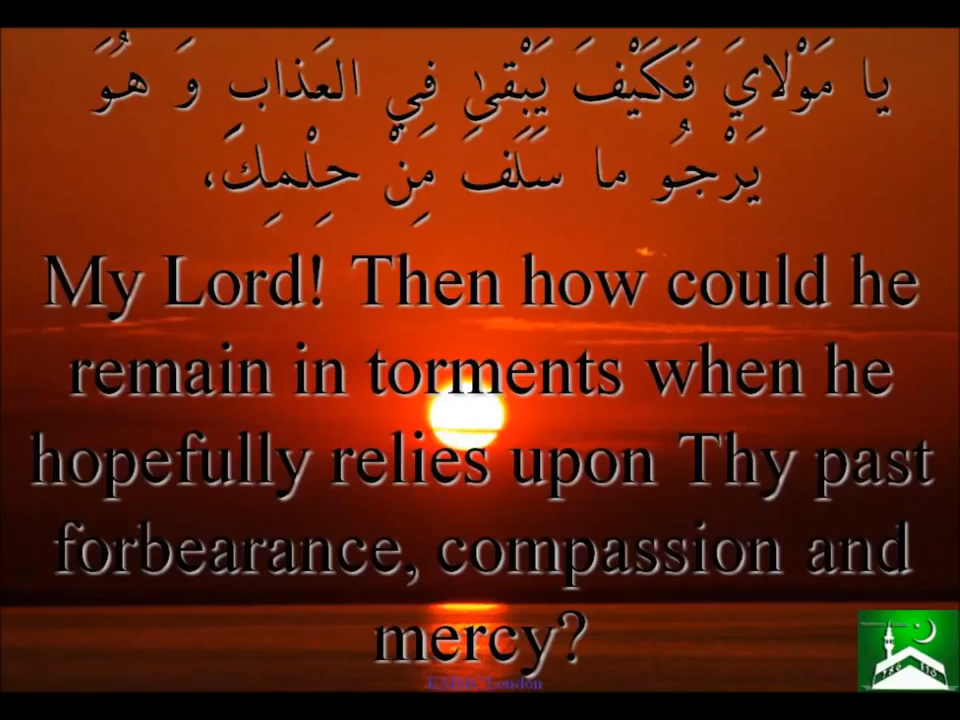 يا مَوْلايَ فَكَيْفَ يَبْقىٰ فِي العَذابِ وَ هُوَ
يَرْجُو ما سَلَفَ مِنْ حِلْمِكَ،
My Lord! Then how could he
remain in torments when he
hopefully relies upon Thy past
forbearance, compassion and
mercy?